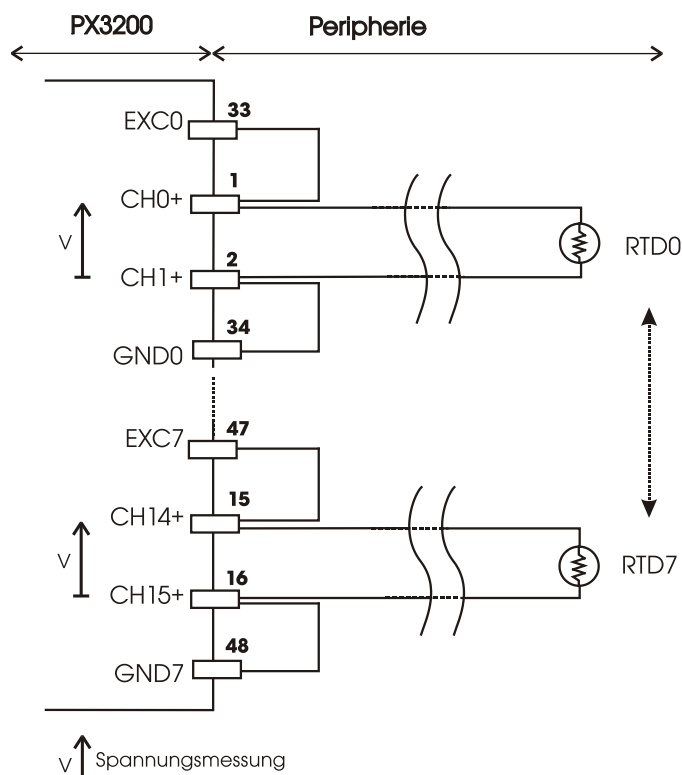 PX3200
Peripherie
EXC0
33
CH0+
1
V
RTD0
CH1+
2
GND0
34
EXC7
47
CH14+
15
V
RTD7
CH15+
16
GND7
48
V Spannungsmessung